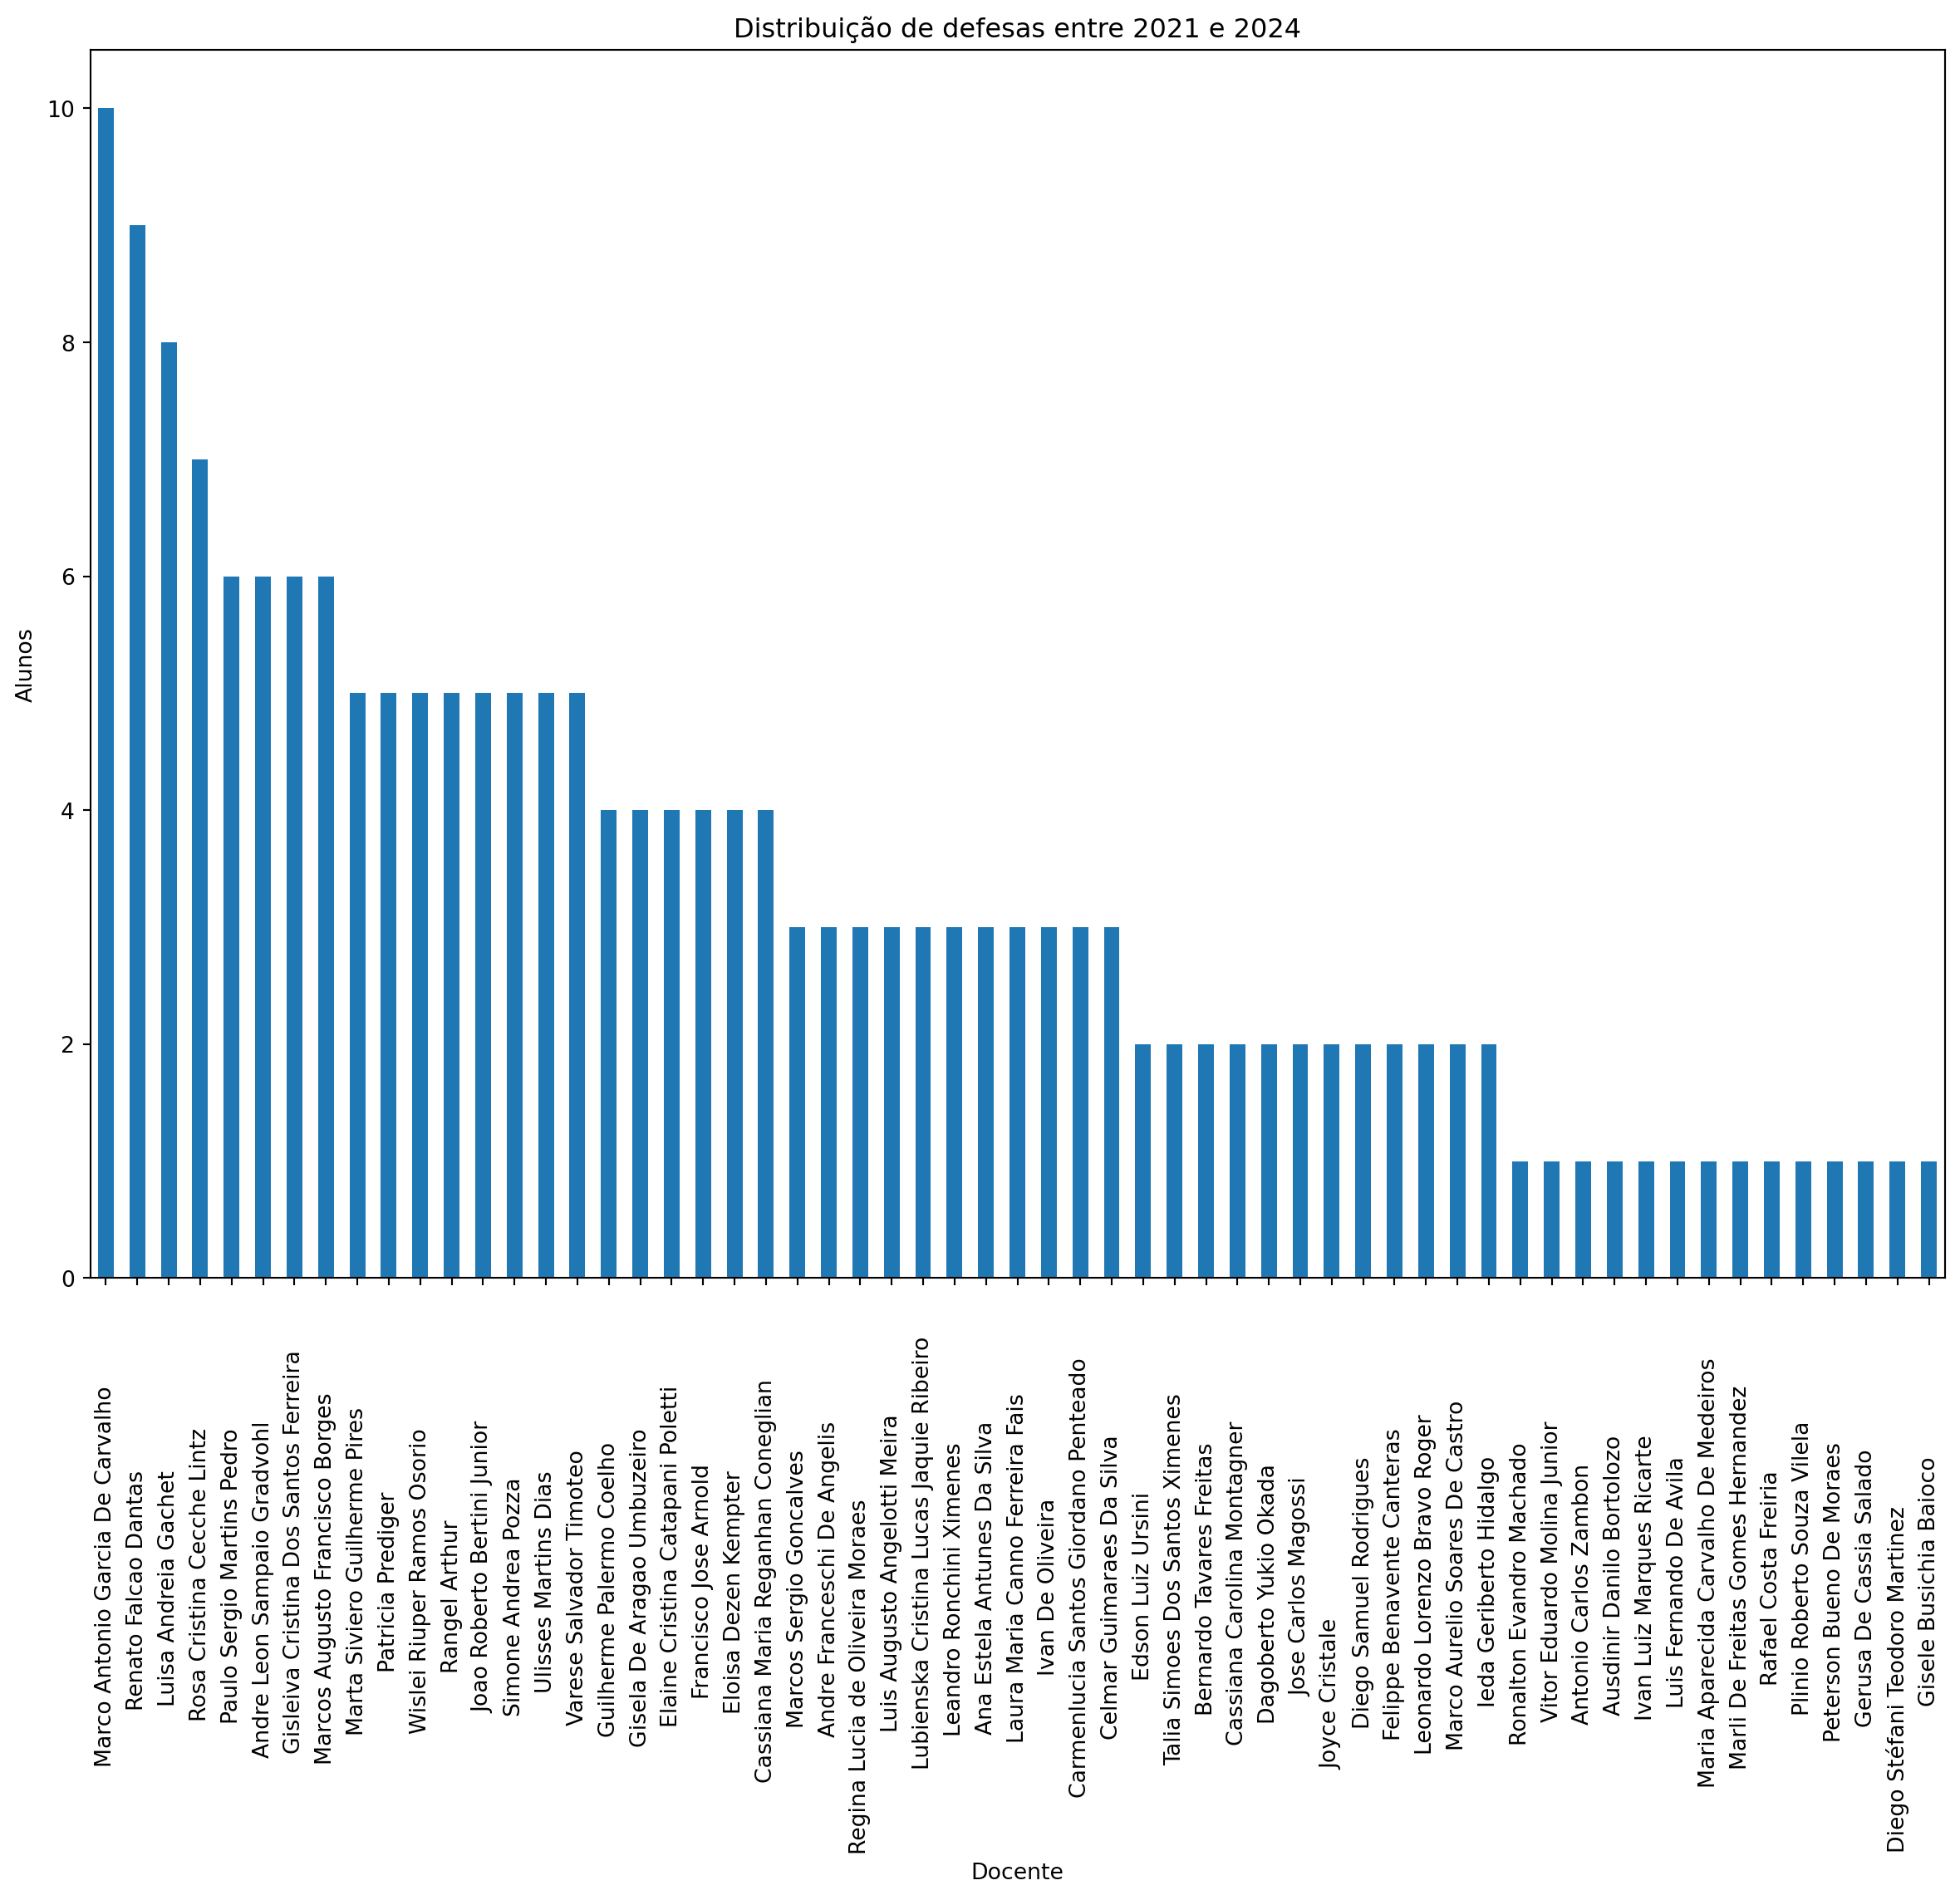 Distribuição de defesas entre 2021 e 2024
10
8
6
4
2
0
Alunos
Marco Antonio Garcia De Carvalho
Renato Falcao Dantas
Luisa Andreia Gachet
Rosa Cristina Cecche Lintz
Paulo Sergio Martins Pedro
Andre Leon Sampaio Gradvohl
Gisleiva Cristina Dos Santos Ferreira
Marcos Augusto Francisco Borges
Marta Siviero Guilherme Pires
Patricia Prediger
Wislei Riuper Ramos Osorio
Rangel Arthur
Joao Roberto Bertini Junior
Simone Andrea Pozza
Ulisses Martins Dias
Varese Salvador Timoteo
Guilherme Palermo Coelho
Gisela De Aragao Umbuzeiro
Elaine Cristina Catapani Poletti
Francisco Jose Arnold
Eloisa Dezen Kempter
Cassiana Maria Reganhan Coneglian
Marcos Sergio Goncalves
Andre Franceschi De Angelis
Regina Lucia de Oliveira Moraes
Luis Augusto Angelotti Meira
Lubienska Cristina Lucas Jaquie Ribeiro
Leandro Ronchini Ximenes
Ana Estela Antunes Da Silva
Laura Maria Canno Ferreira Fais
Ivan De Oliveira
Carmenlucia Santos Giordano Penteado
Celmar Guimaraes Da Silva
Edson Luiz Ursini
Talia Simoes Dos Santos Ximenes
Bernardo Tavares Freitas
Cassiana Carolina Montagner
Dagoberto Yukio Okada
Jose Carlos Magossi
Joyce Cristale
Diego Samuel Rodrigues
Felippe Benavente Canteras
Leonardo Lorenzo Bravo Roger
Marco Aurelio Soares De Castro
Ieda Geriberto Hidalgo
Ronalton Evandro Machado
Vitor Eduardo Molina Junior
Antonio Carlos Zambon
Ausdinir Danilo Bortolozo
Ivan Luiz Marques Ricarte
Luis Fernando De Avila
Maria Aparecida Carvalho De Medeiros
Marli De Freitas Gomes Hernandez
Rafael Costa Freiria
Plinio Roberto Souza Vilela
Peterson Bueno De Moraes
Gerusa De Cassia Salado
Diego Stéfani Teodoro Martinez
Gisele Busichia Baioco
Docente